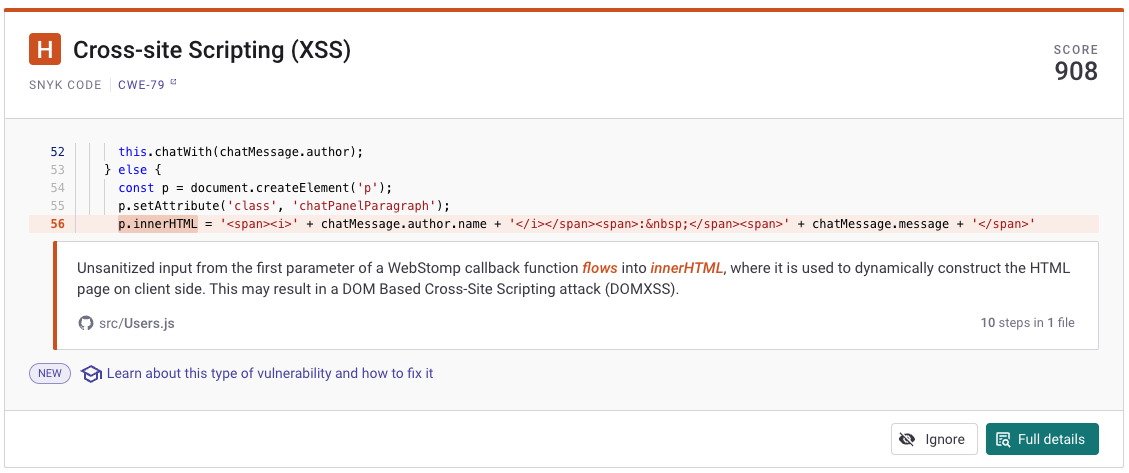 H Cross-site Scripting (XSS)
SCORE
908
SNYK CODE | CWE-79
52 this.chatWith(chatMessage.author);
53 } else {
54 const p = document.createElement('p');
55 p.setAttribute('class', 'chatPanelParagraph');
56 p.innerHTML = '<span><i>' + chatMessage.author.name + '</i></span><span>:&nbsp;</span><span>' + chatMessage.message + '</span>'
Unsanitized input from the first parameter of a WebStomp callback function flows into innerHTML, where it is used to dynamically construct the HTML
page on client side. This may result in a DOM Based Cross-Site Scripting attack (DOMXSS).
src/Users.js
10 steps in 1 file
NEW Learn about this type of vulnerability and how to fix it
Ignore
Full details